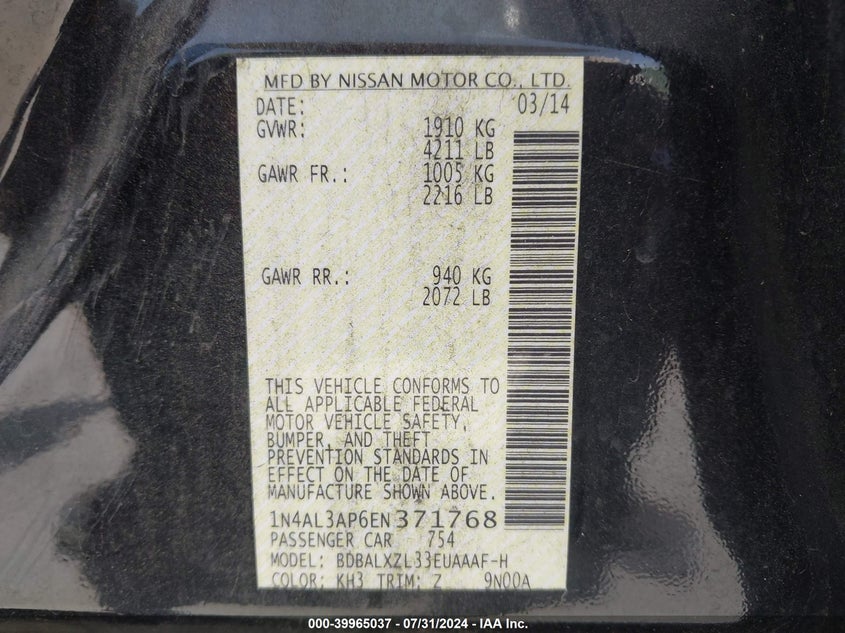 MFD BY NISSAN MOTOR CO., LTD.
DATE: 03/14
GVWR: 1910 KG
4211 LB
GAWR FR.: 1005 KG
2216 LB
GAWR RR.: 940 KG
2072 LB
THIS VEHICLE CONFORMS TO
ALL APPLICABLE FEDERAL
MOTOR VEHICLE SAFETY,
BUMPER, AND THEFT
PREVENTION STANDARDS IN
EFFECT ON THE DATE OF
MANUFACTURE SHOWN ABOVE.
1N4AL3AP6EN371768
PASSENGER CAR 754
MODEL: BDBALXZL33EUAAAF-H
COLOR: KH3 TRIM: Z 9N00A
000-39965037 - 07/31/2024 - IAA Inc.